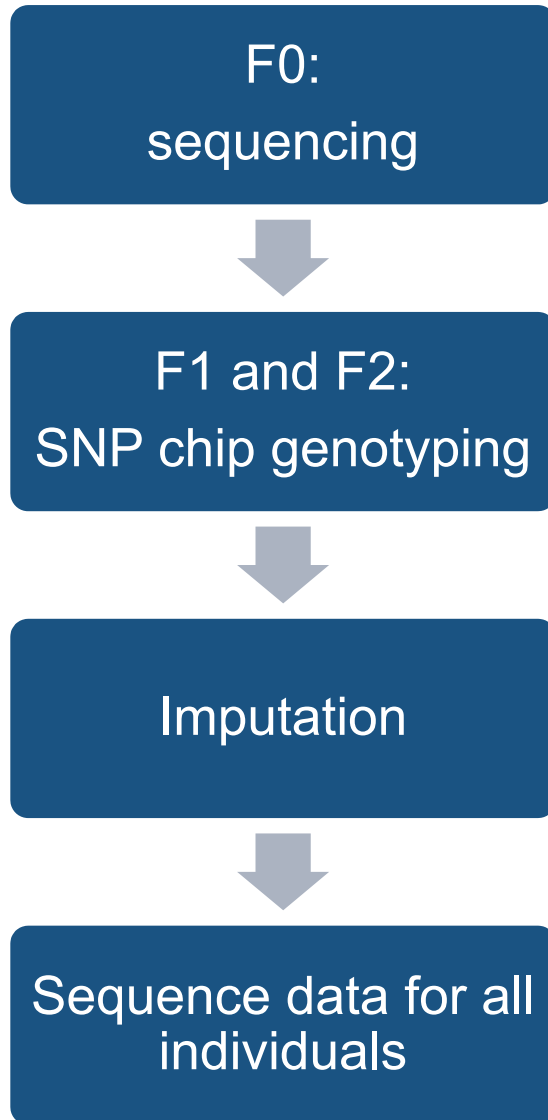 F0:
sequencing
F1 and F2:
SNP chip genotyping
Imputation
Sequence data for all
individuals